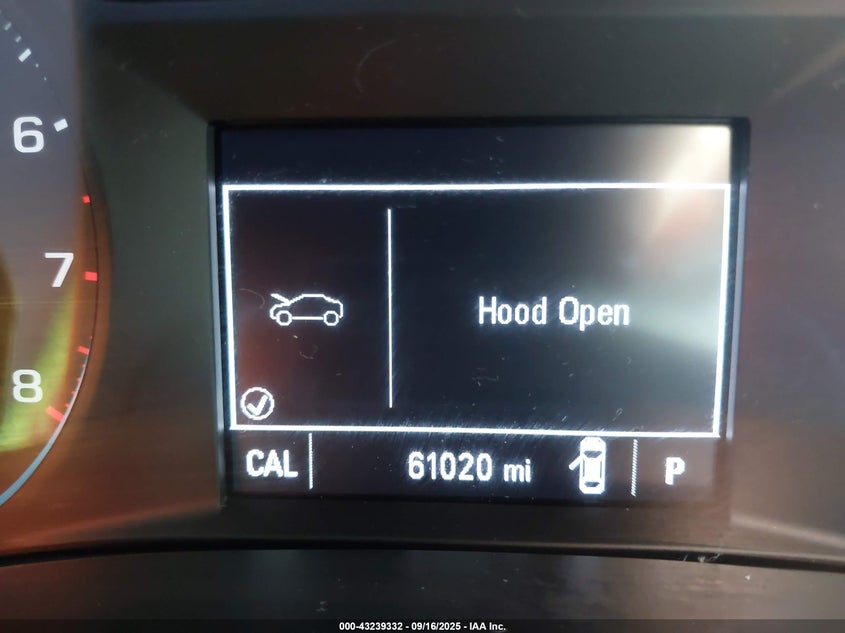 6
7
8
Hood Open
CAL 61020 mi P
000-43239332 - 09/16/2025 - IAA Inc.